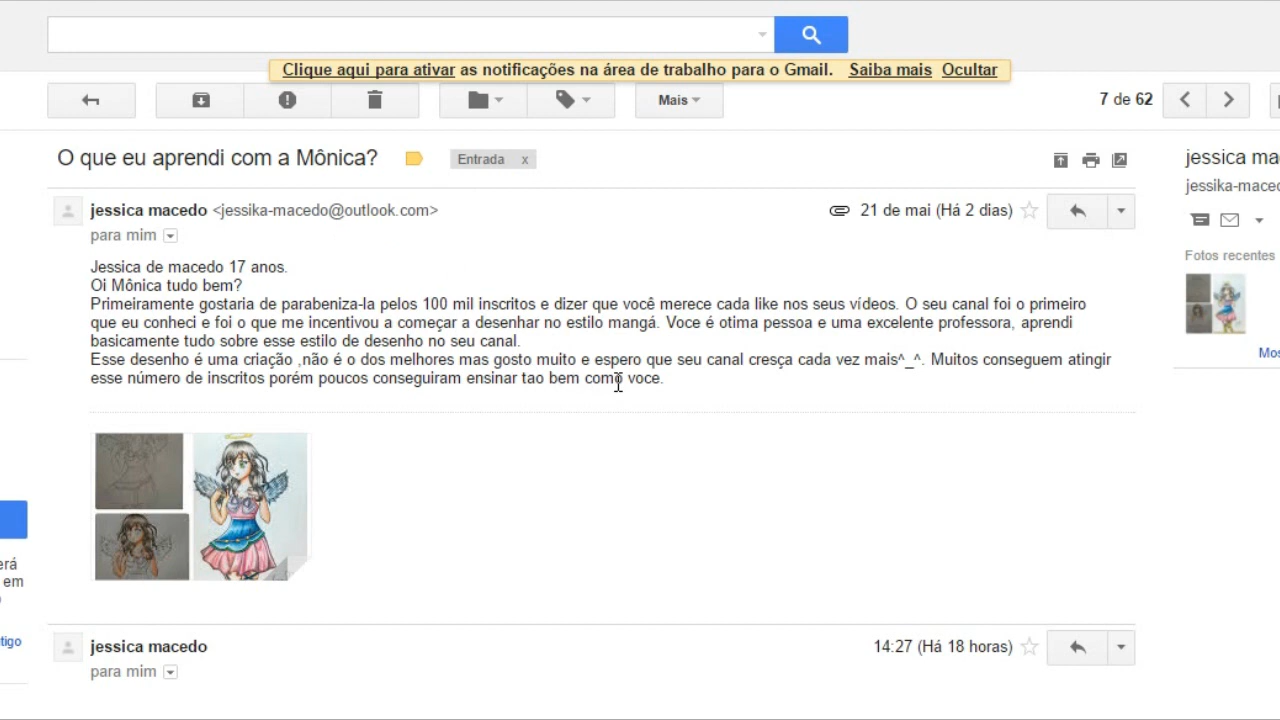 Clique aqui para ativar as notificações na área de trabalho para o Gmail. Saiba mais Ocultar
Mais
7 de 62
O que eu aprendi com a Mônica?
Entrada x
jessica ma
jessika-maced
jessica macedo <jessika-macedo@outlook.com>
21 de mai (Há 2 dias)
para mim
Fotos recentes
Mos
Jessica de macedo 17 anos.
Oi Mônica tudo bem?
Primeiramente gostaria de parabeniza-la pelos 100 mil inscritos e dizer que você merece cada like nos seus vídeos. O seu canal foi o primeiro
que eu conheci e foi o que me incentivou a começar a desenhar no estilo mangá. Voce é otima pessoa e uma excelente professora, aprendi
basicamente tudo sobre esse estilo de desenho no seu canal.
Esse desenho é uma criação ,não é o dos melhores mas gosto muito e espero que seu canal cresça cada vez mais^_^. Muitos conseguem atingir
esse número de inscritos porém poucos conseguiram ensinar tao bem como voce.
erá
em
tigo
jessica macedo
14:27 (Há 18 horas)
para mim